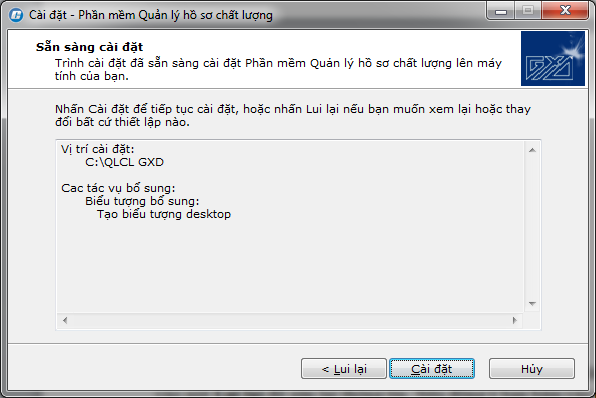 Cài đặt - Phần mềm Quản lý hồ sơ chất lượng
Sẵn sàng cài đặt
Trình cài đặt đã sẵn sàng cài đặt Phần mềm Quản lý hồ sơ chất lượng lên máy
tính của bạn.
GXD
Nhấn Cài đặt để tiếp tục cài đặt, hoặc nhấn Lui lại nếu bạn muốn xem lại hoặc thay
đổi bất cứ thiết lập nào.
Vị trí cài đặt:
C:\QLCL GXD
Cac tác vụ bổ sung:
Biểu tượng bổ sung:
Tạo biểu tượng desktop
< Lui lại
Cài đặt
Hủy